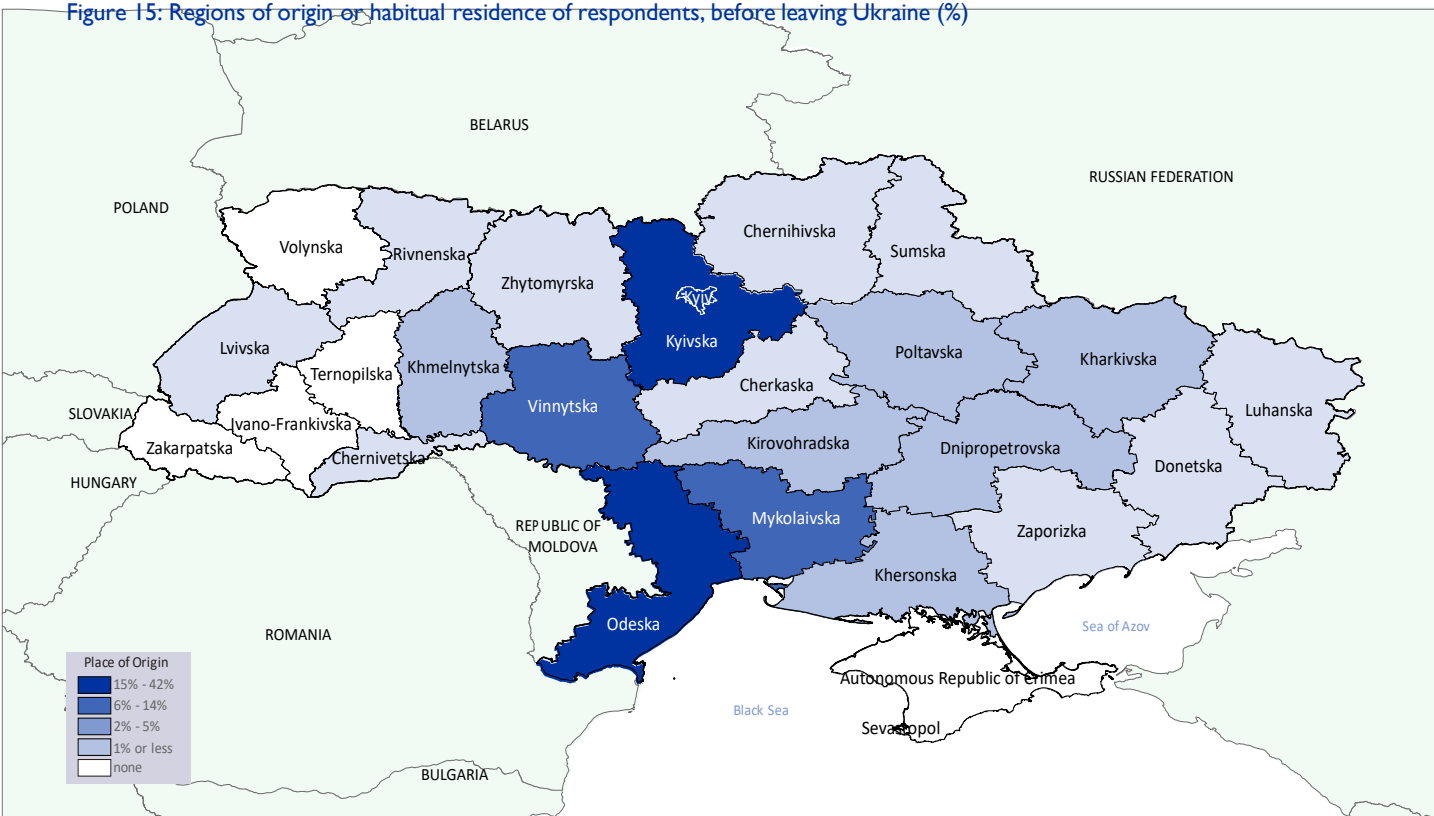 Figure 15: Regions of origin or habitual residence of respondents, before leaving Ukraine (%)
BELARUS
RUSSIAN FEDERATION
POLAND
Volynska
Rivnenska
Zhytomyrska
Chernihivska
Sumska
Kyiv
Kyivska
Lvivska
Ternopilska
Khmelnytska
Vinnytska
Cherkaska
Poltavska
Kharkivska
Luhanska
SLOVAKIA
Ivano-Frankivska
Zakarpatska
Chernivetska
Kirovohradska
Dnipropetrovska
Donetska
HUNGARY
REPUBLIC OF
MOLDOVA
Mykolaivska
Zaporizka
Khersonska
Odeska
Sea of Azov
ROMANIA
Autonomous Republic of Crimea
Black Sea
Sevastopol
BULGARIA
Place of Origin
15% - 42%
6% - 14%
2% - 5%
1% or less
none